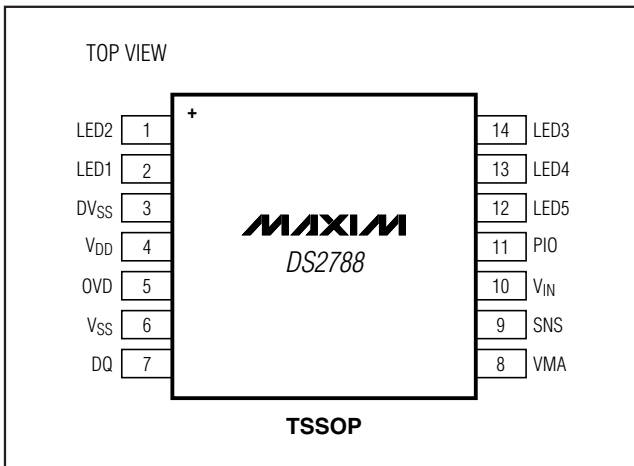 TOP VIEW
+
LED2 1
LED1 2
DVSS 3
VDD 4
OVD 5
VSS 6
DQ 7
MAXIM
DS2788
14 LED3
13 LED4
12 LED5
11 PIO
10 VIN
9 SNS
8 VMA
TSSOP